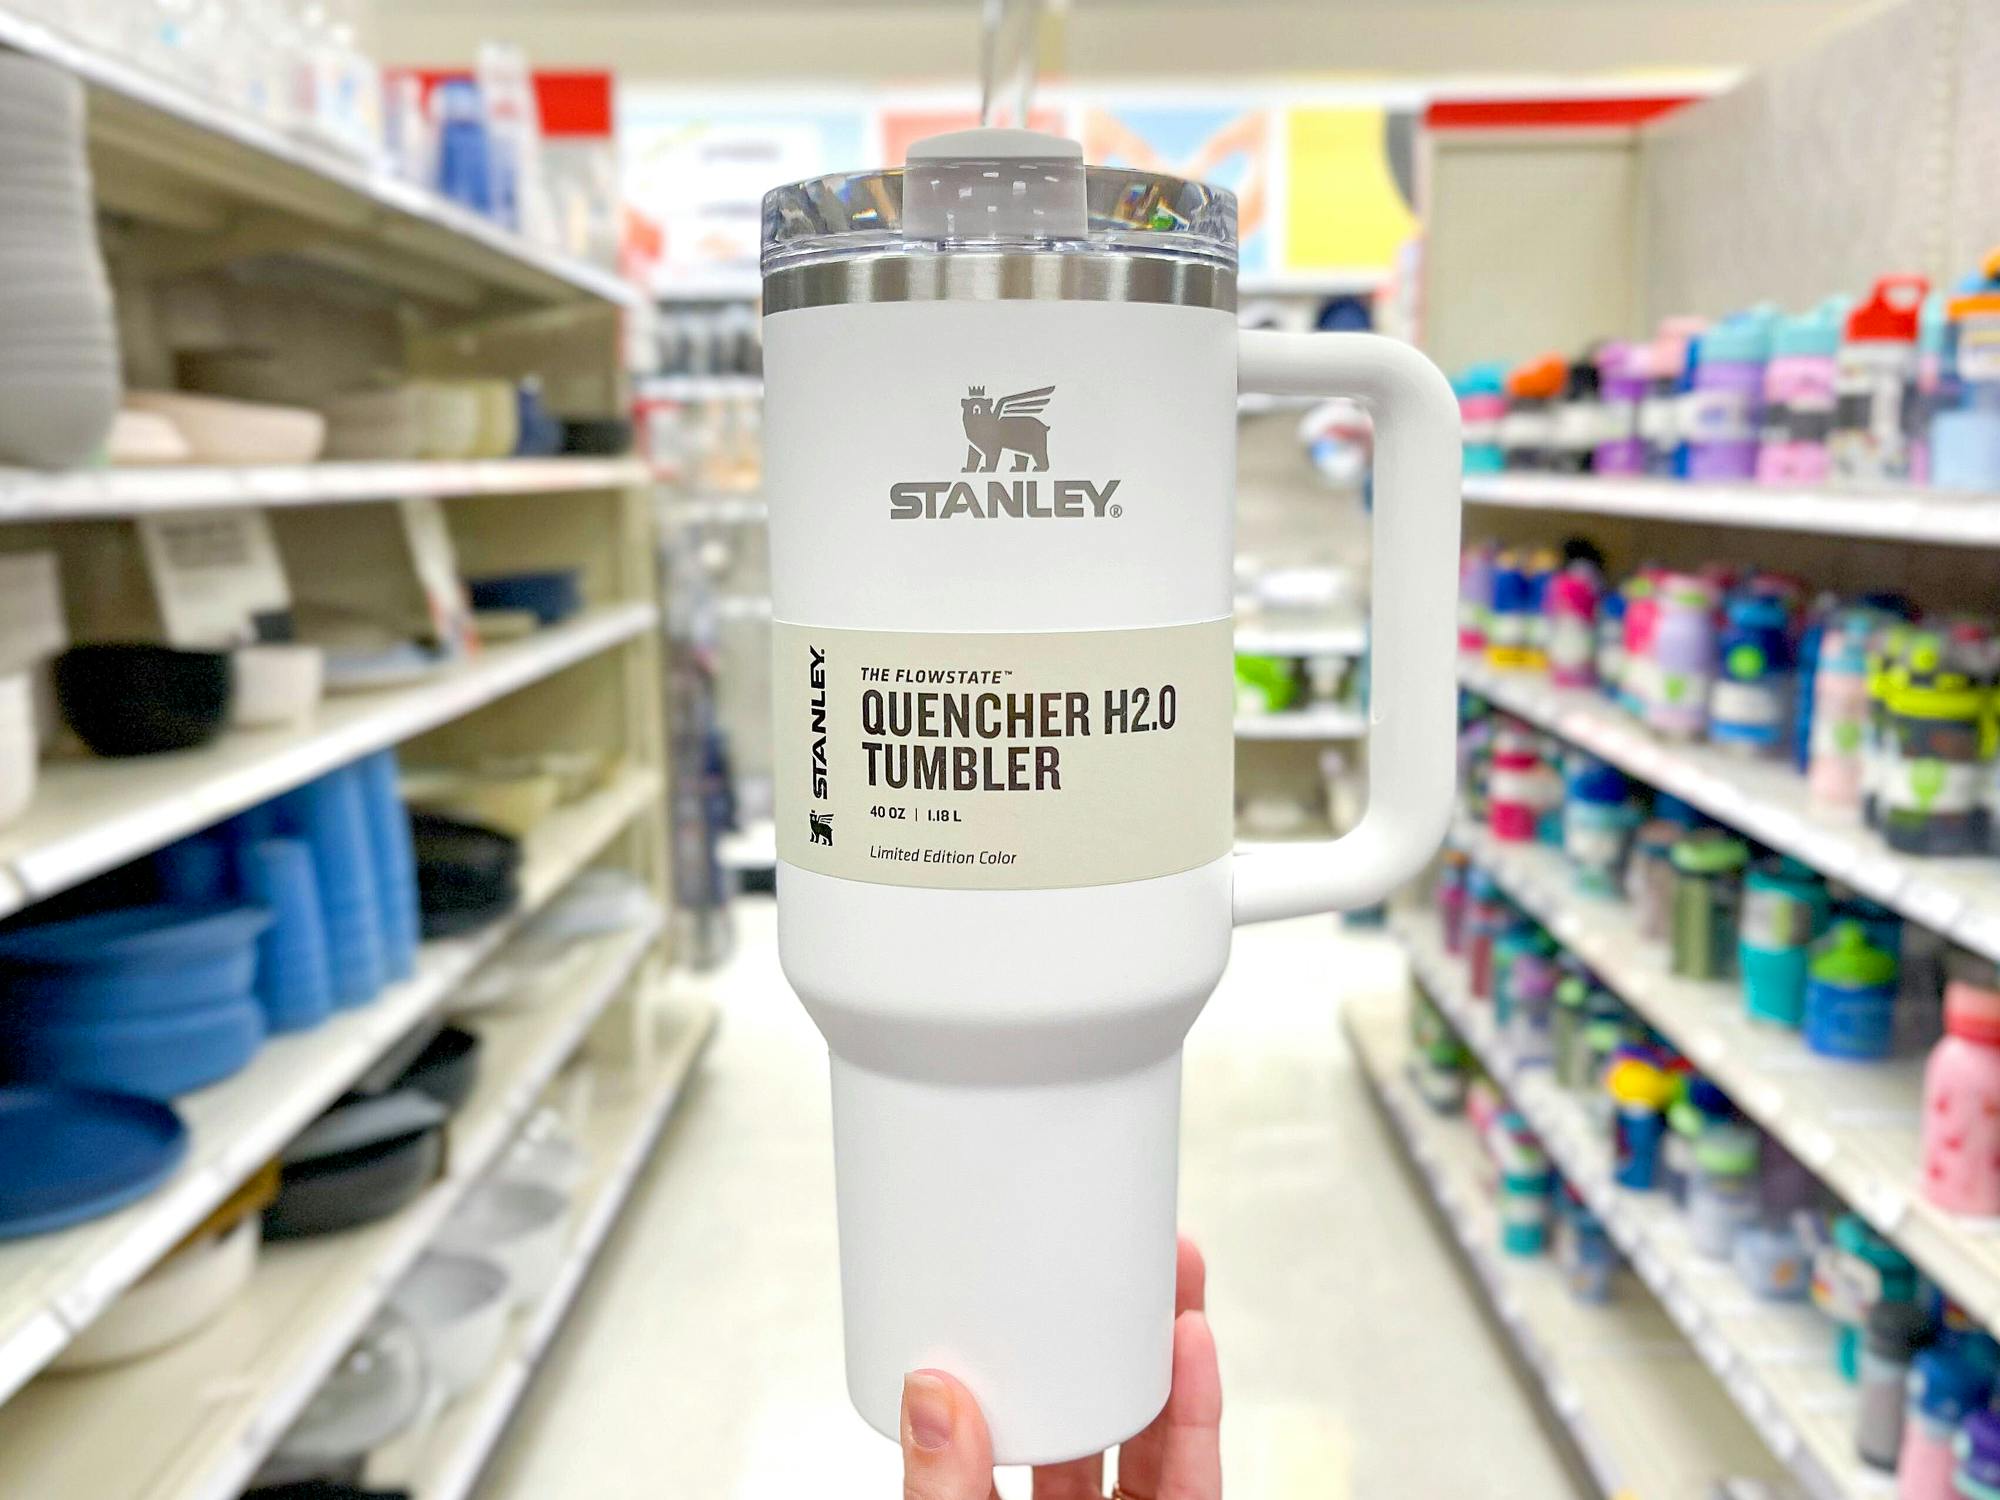 STANLEY®
STANLEY®
THE FLOWSTATE™
QUENCHER H2.0
TUMBLER
40 OZ | 1.18 L
Limited Edition Color